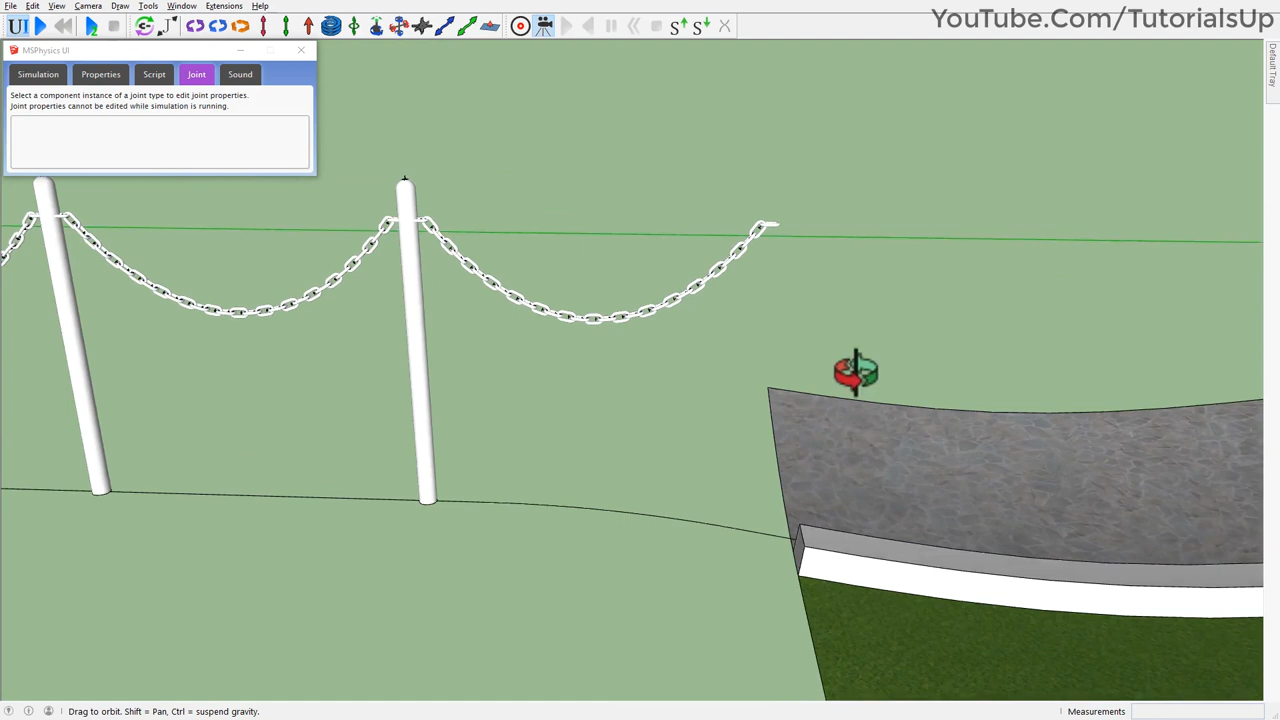 File Edit View Camera Draw Tools Window Extensions Help
YouTube.Com/TutorialsUp
UI
MSPhysics UI
Simulation Properties Script Joint Sound
Select a component instance of a joint type to edit joint properties.
Joint properties cannot be edited while simulation is running.
Default Tray
Drag to orbit. Shift = Pan, Ctrl = suspend gravity.
Measurements